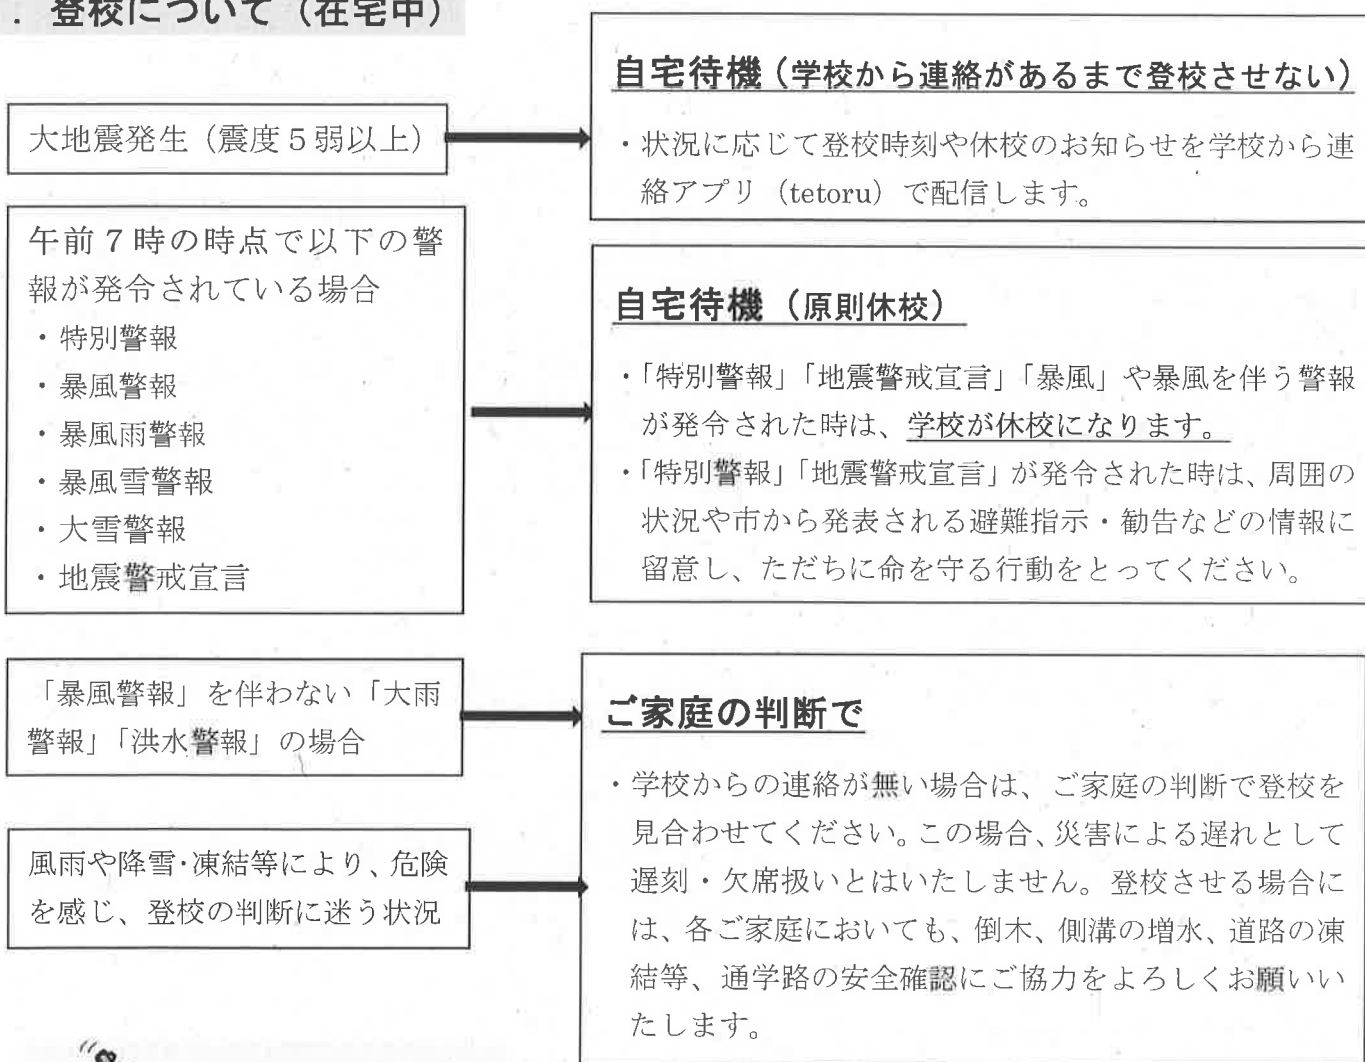 . 登校について（在宅中）
大地震発生（震度５弱以上）
自宅待機（学校から連絡があるまで登校させない）
・状況に応じて登校時刻や休校のお知らせを学校から連
絡アプリ（tetoru）で配信します。
午前７時の時点で以下の警
報が発令されている場合
・特別警報
・暴風警報
・暴風雨警報
・暴風雪警報
・大雪警報
・地震警戒宣言
自宅待機（原則休校）
・「特別警報」「地震警戒宣言」「暴風」や暴風を伴う警報
が発令された時は、学校が休校になります。
・「特別警報」「地震警戒宣言」が発令された時は、周囲の
状況や市から発表される避難指示・勧告などの情報に
留意し、ただちに命を守る行動をとってください。
「暴風警報」を伴わない「大雨
警報」「洪水警報」の場合
風雨や降雪・凍結等により、危険
を感じ、登校の判断に迷う状況
ご家庭の判断で
・学校からの連絡が無い場合は、ご家庭の判断で登校を
見合わせてください。この場合、災害による遅れとして
遅刻・欠席扱いとはいたしません。登校させる場合に
は、各ご家庭においても、倒木、側溝の増水、道路の凍
結等、通学路の安全確認にご協力をよろしくお願いい
たします。